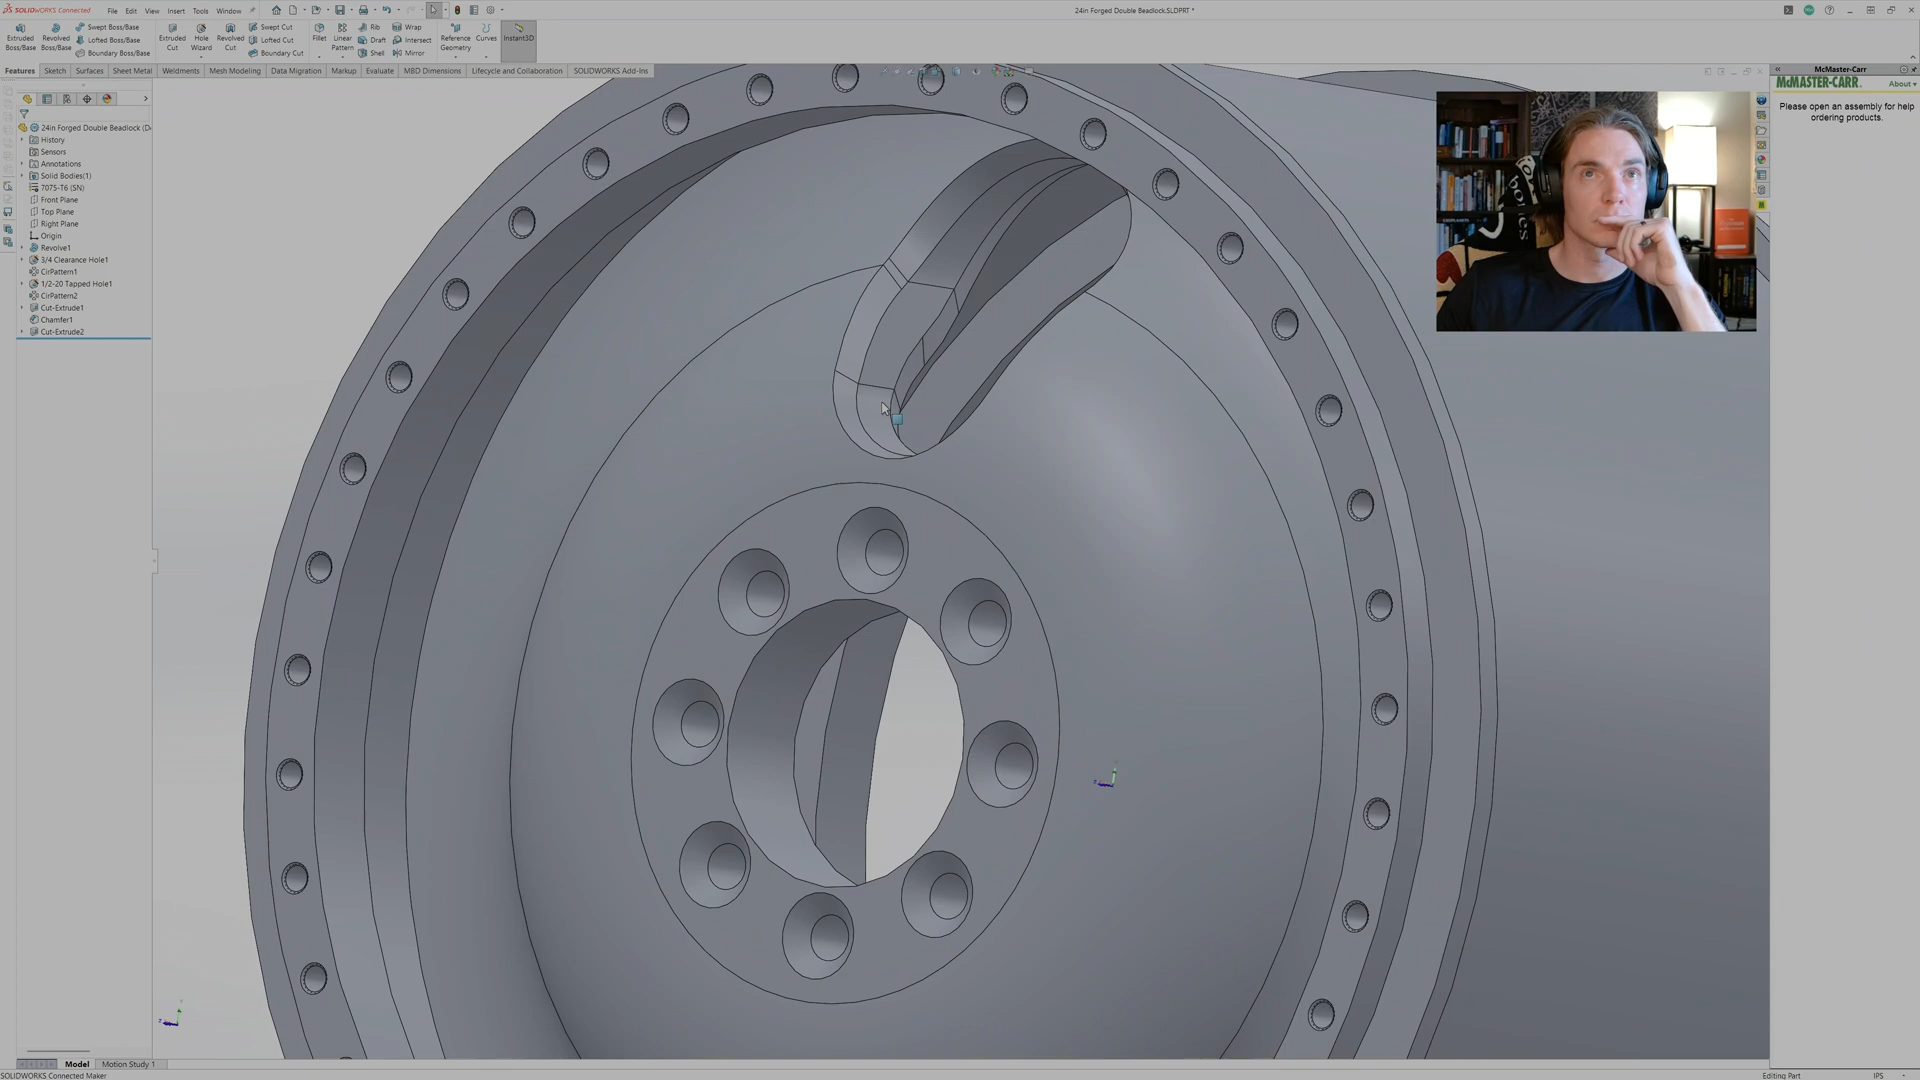 SOLIDWORKS Connected
File
Edit
View
Insert
Tools
Window
24in Forged Double Beadlock.SLDPRT *
Extruded Boss/Base
Revolved Boss/Base
Swept Boss/Base
Lofted Boss/Base
Boundary Boss/Base
Extruded Cut
Hole Wizard
Revolved Cut
Swept Cut
Lofted Cut
Boundary Cut
Fillet
Linear Pattern
Rib
Draft
Shell
Wrap
Intersect
Mirror
Reference Geometry
Curves
Instant3D
Features
Sketch
Surfaces
Sheet Metal
Weldments
Mesh Modeling
Data Migration
Markup
Evaluate
MBD Dimensions
Lifecycle and Collaboration
SOLIDWORKS Add-Ins
24in Forged Double Beadlock (D
History
Sensors
Annotations
Solid Bodies(1)
7075-T6 (SN)
Front Plane
Top Plane
Right Plane
Origin
Revolve1
3/4 Clearance Hole1
CirPattern1
1/2-20 Tapped Hole1
CirPattern2
Cut-Extrude1
Chamfer1
Cut-Extrude2
McMaster-Carr
McMASTER-CARR.
About
Please open an assembly for help
ordering products.
bones
Model
Motion Study 1
SOLIDWORKS Connected Maker
Editing Part
IPS